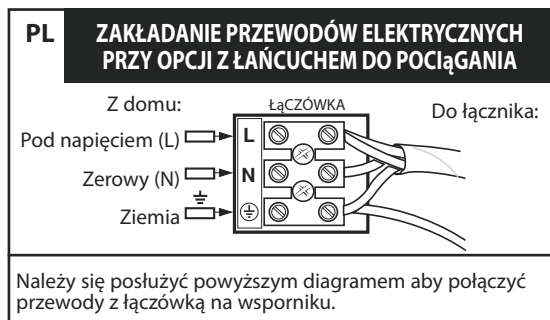 PL
ZAKŁADANIE PRZEWODÓW ELEKTRYCZNYCH
PRZY OPCJI Z ŁAŃCUCHEM DO POCIąGANIA
Z domu:
ŁąCZÓWKA
Do łącznika:
Pod napięciem (L)
L
Zerowy (N)
N
Ziemia
Należy się posłużyć powyższym diagramem aby połączyć
przewody z łączówką na wsporniku.